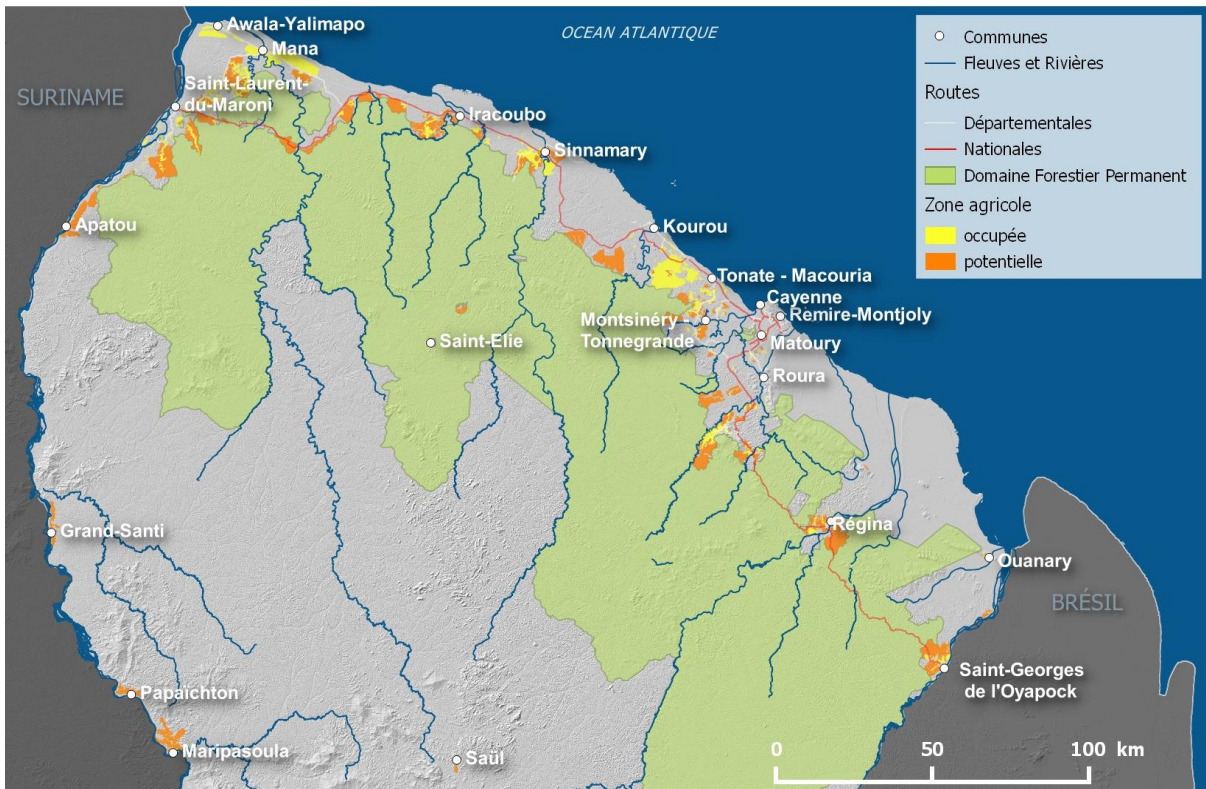 Awala-Yalimapo
OCEAN ATLANTIQUE
Mana
SURINAME
Saint-Laurent-
du-Maroni
Iracoubo
Sinnamary
Apatou
Kourou
Tonate - Macouria
Cayenne
Remire-Montjoly
Montsinéry -
Tonnegrande
Matoury
Saint-Elie
Roura
Grand-Santi
Régina
Ouanary
BRÉSIL
Saint-Georges
de l'Oyapock
Papaïchton
Maripasoula
Saül
Communes
Fleuves et Rivières
Routes
Départementales
Nationales
Domaine Forestier Permanent
Zone agricole
occupée
potentielle
0 50 100 km